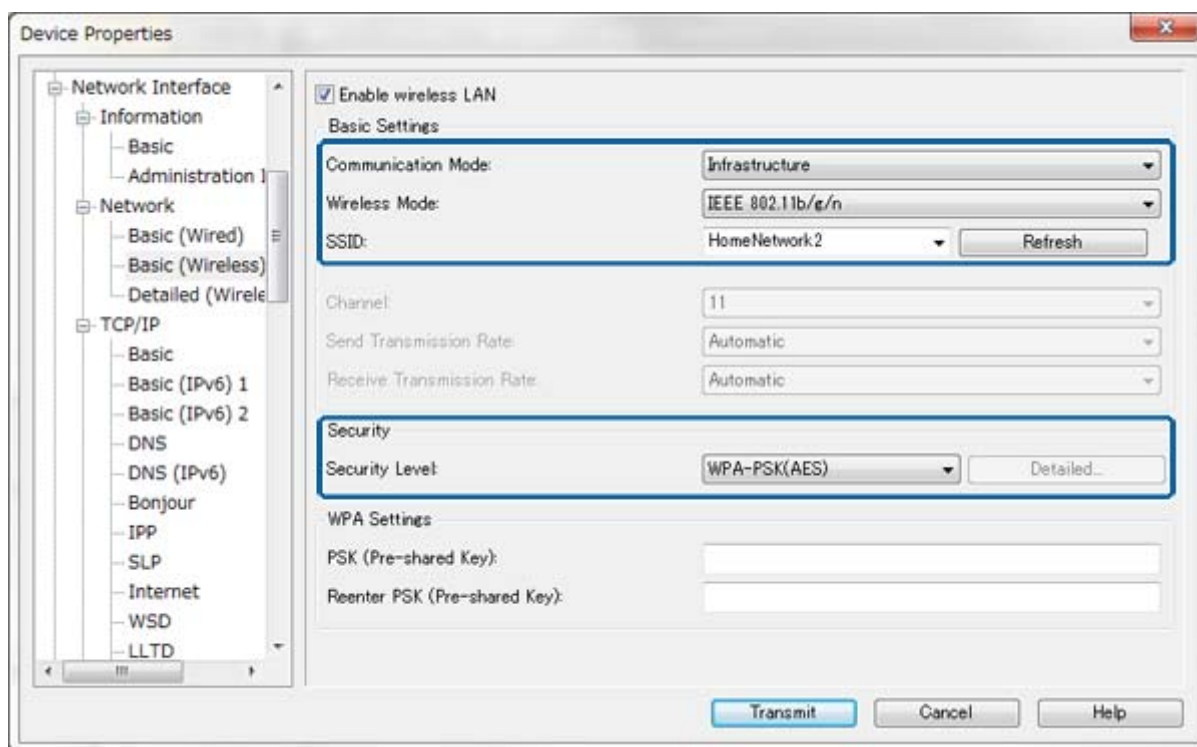 Device Properties
Network Interface
Information
Basic
Administration I
Network
Basic (Wired)
Basic (Wireless)
Detailed (Wirele
TCP/IP
Basic
Basic (IPv6) 1
Basic (IPv6) 2
DNS
DNS (IPv6)
Bonjour
IPP
SLP
Internet
WSD
LLTD
Enable wireless LAN
Basic Settings
Communication Mode: Infrastructure
Wireless Mode: IEEE 802.11b/g/n
SSID: HomeNetwork2 Refresh
Channel: 11
Send Transmission Rate: Automatic
Receive Transmission Rate: Automatic
Security
Security Level: WPA-PSK(AES) Detailed...
WPA Settings
PSK (Pre-shared Key):
Reenter PSK (Pre-shared Key):
Transmit Cancel Help